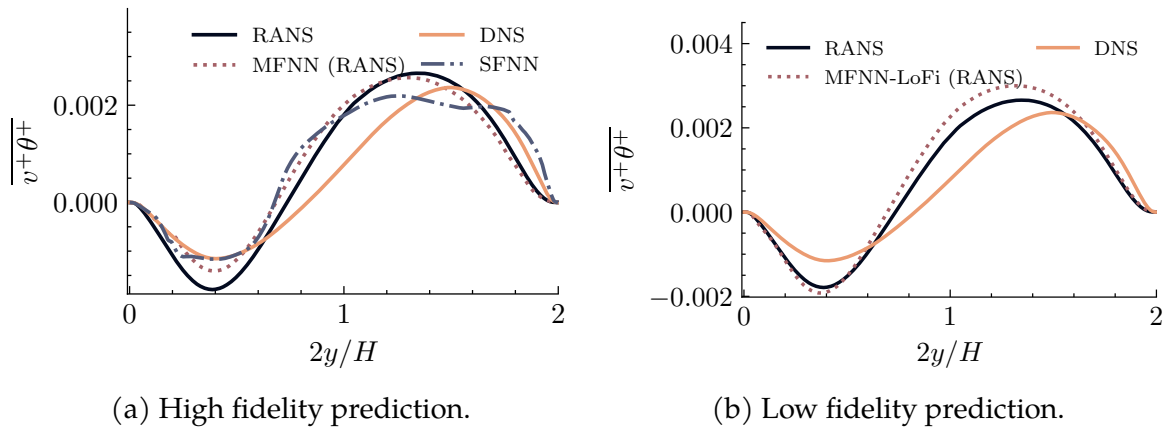 RANS
DNS
MFNN (RANS)
SFNN
0.002
0.000
v⁺θ⁺
0
1
2
2y/H
(a) High fidelity prediction.
RANS
DNS
MFNN-LoFi (RANS)
0.004
0.002
0.000
−0.002
v⁺θ⁺
0
1
2
2y/H
(b) Low fidelity prediction.